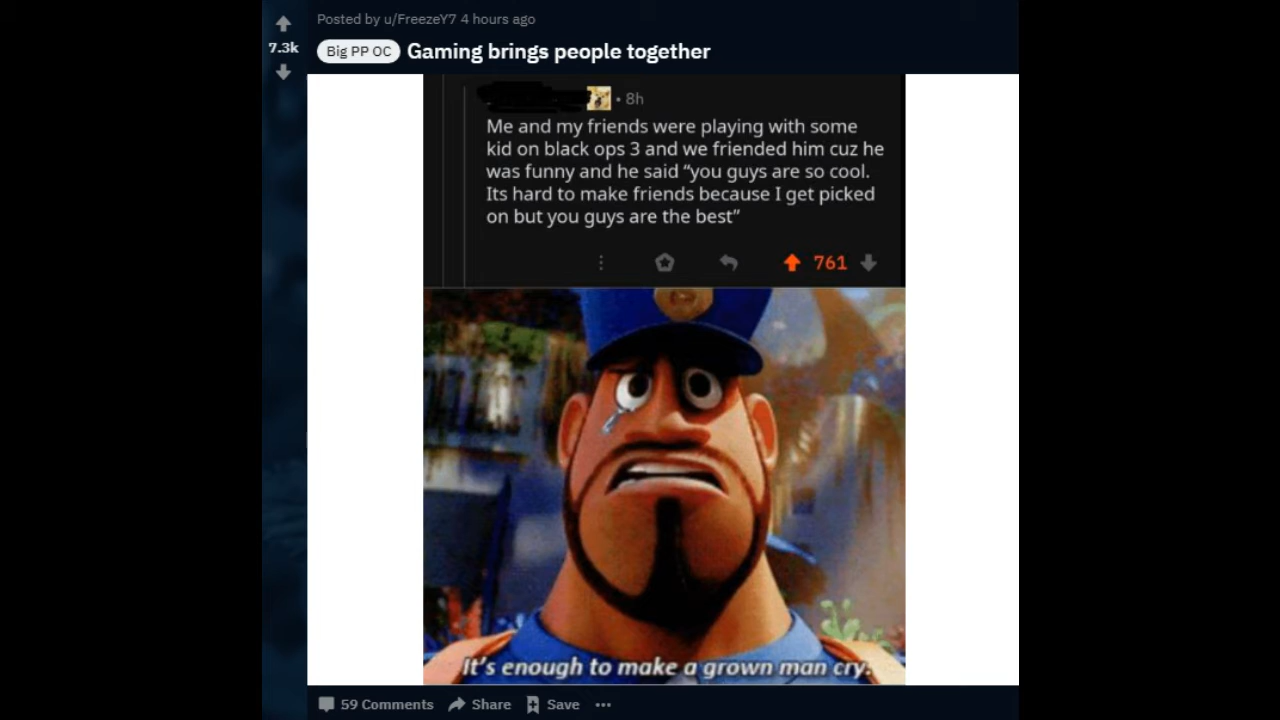 Posted by u/FreezeY7 4 hours ago
7.3k
Big PP OC Gaming brings people together
• 8h
Me and my friends were playing with some
kid on black ops 3 and we friended him cuz he
was funny and he said “you guys are so cool.
Its hard to make friends because I get picked
on but you guys are the best”
761
It's enough to make a grown man cry.
59 Comments Share Save